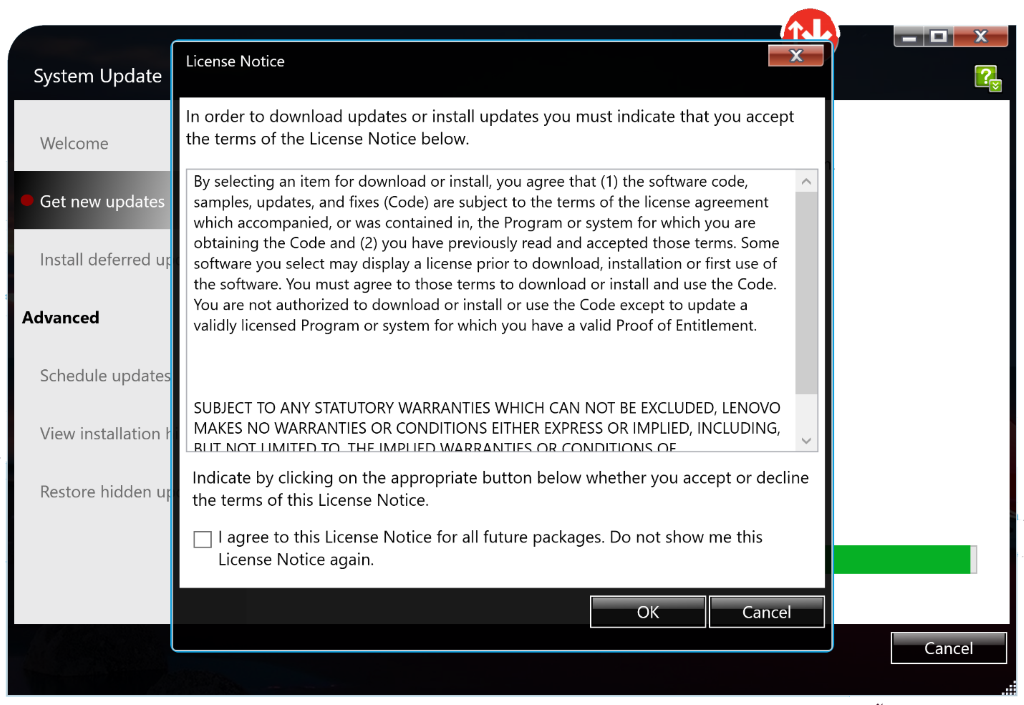 System Update
License Notice
In order to download updates or install updates you must indicate that you accept
the terms of the License Notice below.
Welcome
Get new updates
Install deferred
Advanced
Schedule updates
View installation
Restore hidden
By selecting an item for download or install, you agree that (1) the software code,
samples, updates, and fixes (Code) are subject to the terms of the license agreement
which accompanied, or was contained in, the Program or system for which you are
obtaining the Code and (2) you have previously read and accepted those terms. Some
software you select may display a license prior to download, installation or first use of
the software. You must agree to those terms to download or install and use the Code.
You are not authorized to download or install or use the Code except to update a
validly licensed Program or system for which you have a valid Proof of Entitlement.
SUBJECT TO ANY STATUTORY WARRANTIES WHICH CAN NOT BE EXCLUDED, LENOVO
MAKES NO WARRANTIES OR CONDITIONS EITHER EXPRESS OR IMPLIED, INCLUDING,
BUT NOT LIMITED TO, THE IMPLIED WARRANTIES OR CONDITIONS OF
Indicate by clicking on the appropriate button below whether you accept or decline
the terms of this License Notice.
I agree to this License Notice for all future packages. Do not show me this
License Notice again.
OK
Cancel
Cancel